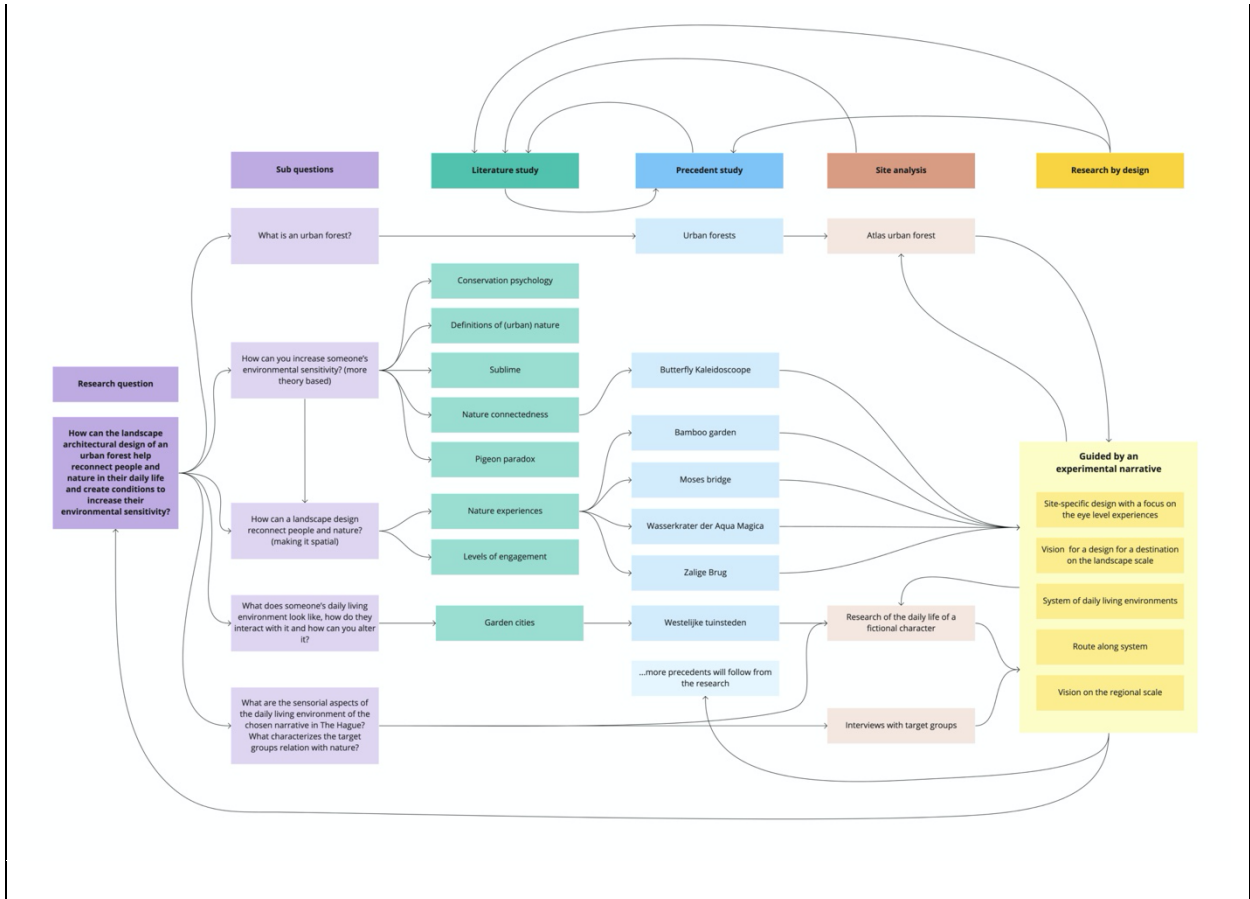 Sub questions
Literature study
Precedent study
Site analysis
Research by design
What is an urban forest?
Urban forests
Atlas urban forest
Conservation psychology
Definitions of (urban) nature
How can you increase someone's
environmental sensitivity? (more
theory based)
Sublime
Butterfly Kaleidoscoope
Research question
Nature connectedness
How can the landscape
architectural design of an
urban forest help
reconnect people and
nature in their daily life
and create conditions to
increase their
environmental sensitivity?
Bamboo garden
Pigeon paradox
Moses bridge
How can a landscape design
reconnect people and nature?
(making it spatial)
Nature experiences
Wasserkrater der Aqua Magica
Levels of engagement
Zalige Brug
What does someone's daily living
environment look like, how do they
interact with it and how can you alter
it?
Garden cities
Westelijke tuinsteden
Research of the daily life of a
fictional character
...more precedents will follow from
the research
What are the sensorial aspects of
the daily living environment of the
chosen narrative in The Hague?
What characterizes the target
groups relation with nature?
Interviews with target groups
Guided by an
experimental narrative
Site-specific design with a focus on
the eye level experiences
Vision for a design for a destination
on the landscape scale
System of daily living environments
Route along system
Vision on the regional scale